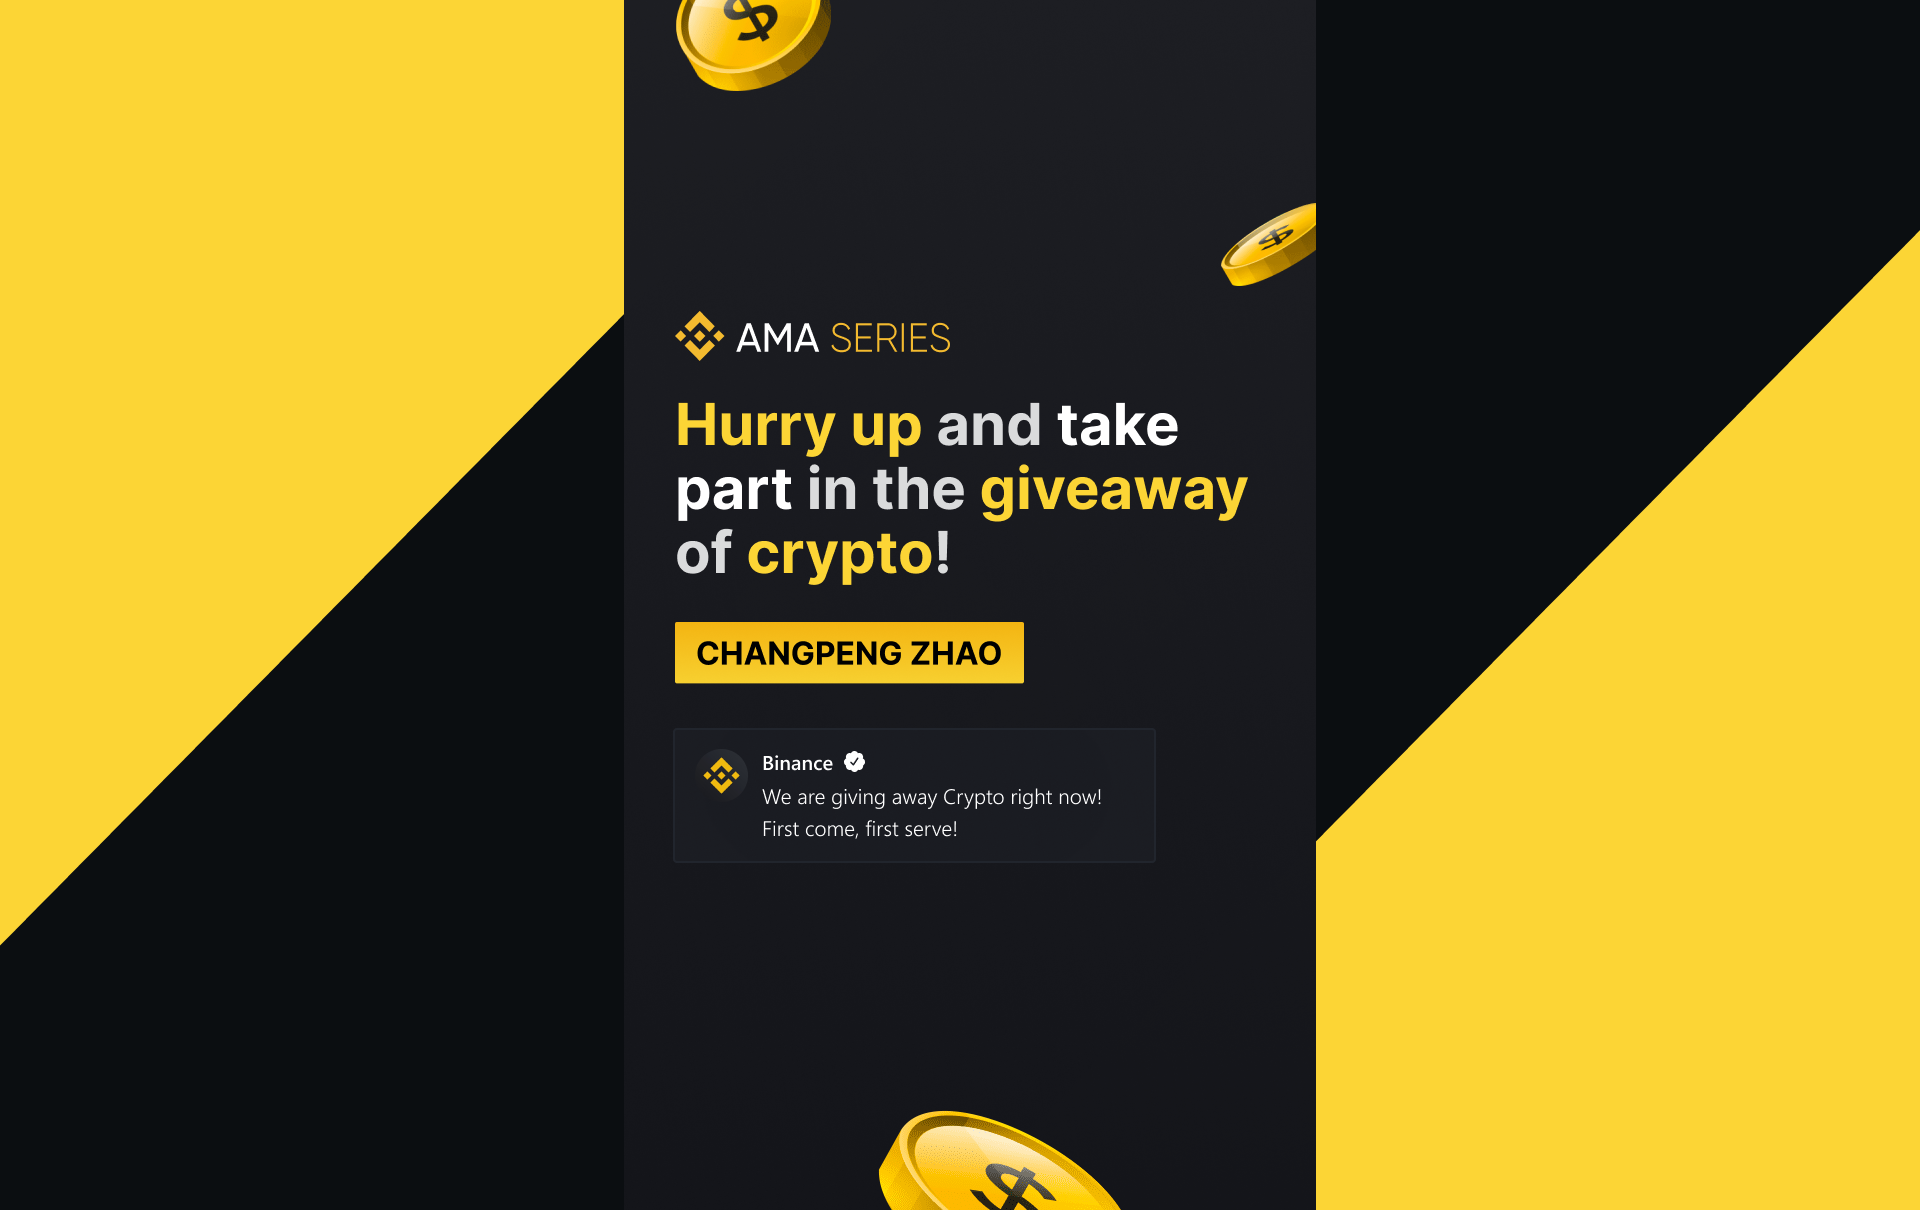 $
$
AMA SERIES
Hurry up and take
part in the giveaway
of crypto!
CHANGPENG ZHAO
Binance
We are giving away Crypto right now!
First come, first serve!
$